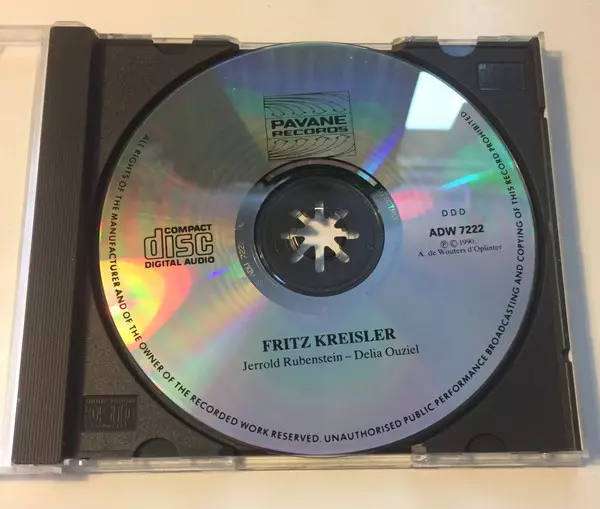 PAVANE
RECORDS
COMPACT
disc
DIGITAL AUDIO
DDD
ADW 7222
℗ © 1990,
A. de Wouters d'Oplinter
FRITZ KREISLER
Jerrold Rubenstein – Delia Ouziel
ALL RIGHTS OF THE MANUFACTURER AND OF THE OWNER OF THE RECORDED WORK RESERVED. UNAUTHORISED PUBLIC PERFORMANCE BROADCASTING AND COPYING OF THIS RECORD PROHIBITED